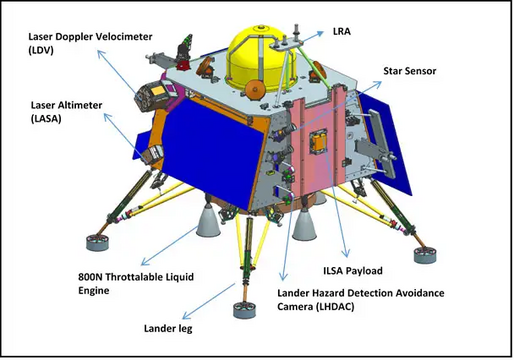 Laser Doppler Velocimeter
(LDV)
LRA
Star Sensor
Laser Altimeter
(LASA)
800N Throttalable Liquid
Engine
ILSA Payload
Lander Hazard Detection Avoidance
Camera (LHDAC)
Lander leg